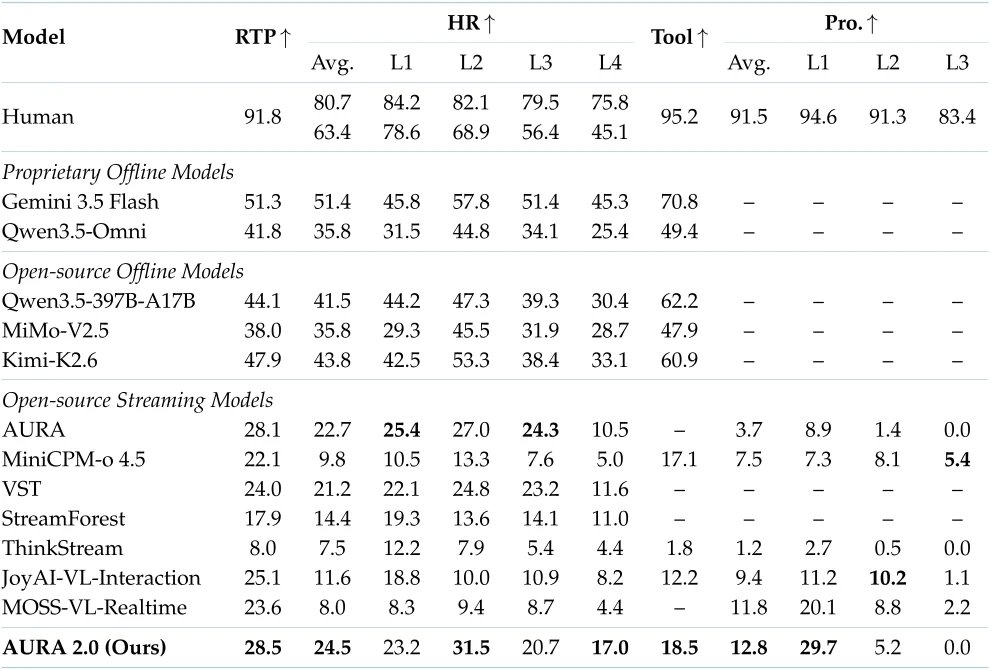 Model RTP↑ HR↑ Tool↑ Pro.↑
Avg. L1 L2 L3 L4 Avg. L1 L2 L3
Human 91.8 80.7 84.2 82.1 79.5 75.8 95.2 91.5 94.6 91.3 83.4
63.4 78.6 68.9 56.4 45.1
Proprietary Offline Models
Gemini 3.5 Flash 51.3 51.4 45.8 57.8 51.4 45.3 70.8 – – – –
Qwen3.5-Omni 41.8 35.8 31.5 44.8 34.1 25.4 49.4 – – – –
Open-source Offline Models
Qwen3.5-397B-A17B 44.1 41.5 44.2 47.3 39.3 30.4 62.2 – – – –
MiMo-V2.5 38.0 35.8 29.3 45.5 31.9 28.7 47.9 – – – –
Kimi-K2.6 47.9 43.8 42.5 53.3 38.4 33.1 60.9 – – – –
Open-source Streaming Models
AURA 28.1 22.7 25.4 27.0 24.3 10.5 – 3.7 8.9 1.4 0.0
MiniCPM-o 4.5 22.1 9.8 10.5 13.3 7.6 5.0 17.1 7.5 7.3 8.1 5.4
VST 24.0 21.2 22.1 24.8 23.2 11.6 – – – – –
StreamForest 17.9 14.4 19.3 13.6 14.1 11.0 – – – – –
ThinkStream 8.0 7.5 12.2 7.9 5.4 4.4 1.8 1.2 2.7 0.5 0.0
JoyAI-VL-Interaction 25.1 11.6 18.8 10.0 10.9 8.2 12.2 9.4 11.2 10.2 1.1
MOSS-VL-Realtime 23.6 8.0 8.3 9.4 8.7 4.4 – 11.8 20.1 8.8 2.2
AURA 2.0 (Ours) 28.5 24.5 23.2 31.5 20.7 17.0 18.5 12.8 29.7 5.2 0.0